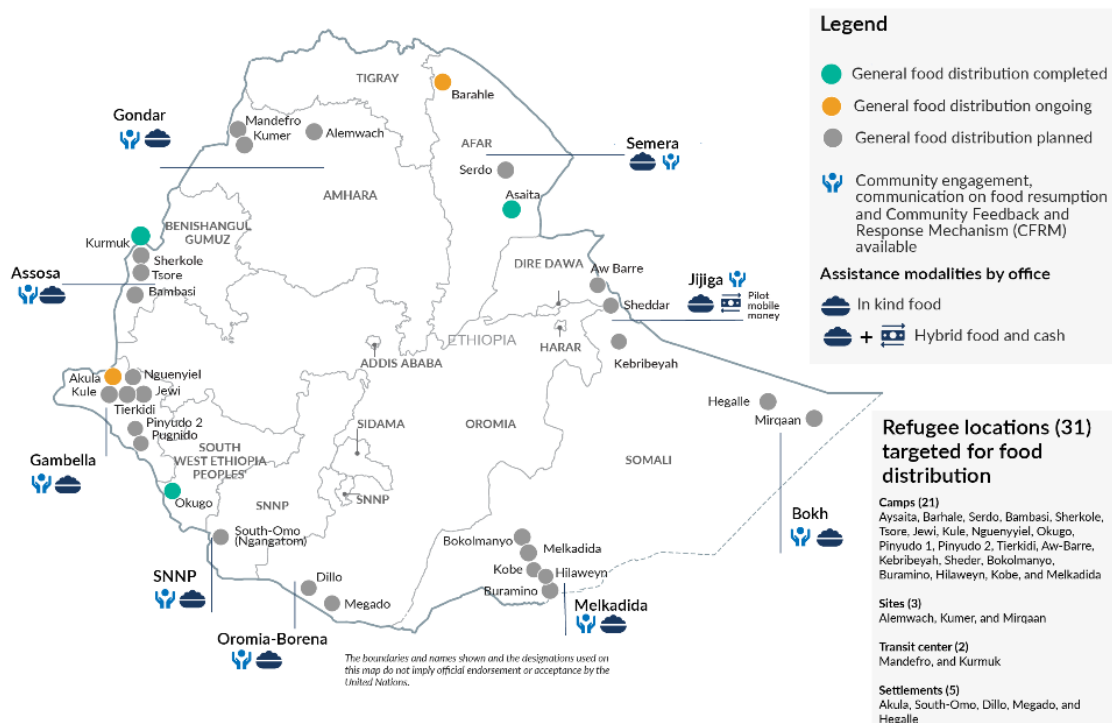 TIGRAY
Barahle
Gondar
Mandefro
Kumer
Alemwach
AFAR
Semera
Serdo
Asaita
AMHARA
BENISHANGUL
GUMUZ
Kurmuk
Sherkole
Tsore
Assosa
Bambasi
DIRE DAWA
Aw Barre
Jijiga
Pilot
mobile
money
Sheddar
ETHIOPIA
HARAR
ADDIS ABABA
Kebribeyah
Akula
Nguenyiel
Kule
Jewi
Tierkidi
Pinyudo 2
Pugnido
Hegalle
Mirqaan
SIDAMA
OROMIA
SOUTH
WEST ETHIOPIA
PEOPLES'
SOMALI
Gambella
Okugo
SNNP
SNNP
Bokh
South-Omo
(Ngangatom)
Bokolmanyo
Melkadida
Kobe
Hilaweyn
Buramino
SNNP
Dillo
Megado
Melkadida
Oromia-Borena
The boundaries and names shown and the designations used on
this map do not imply official endorsement or acceptance by the
United Nations.
Legend
General food distribution completed
General food distribution ongoing
General food distribution planned
Community engagement,
communication on food resumption
and Community Feedback and
Response Mechanism (CFRM)
available
Assistance modalities by office
In kind food
+ Hybrid food and cash
Refugee locations (31)
targeted for food
distribution
Camps (21)
Aysaita, Barhale, Serdo, Bambasi, Sherkole,
Tsore, Jewi, Kule, Nguenyyiel, Okugo,
Pinyudo 1, Pinyudo 2, Tierkidi, Aw-Barre,
Kebribeyah, Sheder, Bokolmanyo,
Buramino, Hilaweyn, Kobe, and Melkadida
Sites (3)
Alemwach, Kumer, and Mirqaan
Transit center (2)
Mandefro, and Kurmuk
Settlements (5)
Akula, South-Omo, Dillo, Megado, and
Hegalle